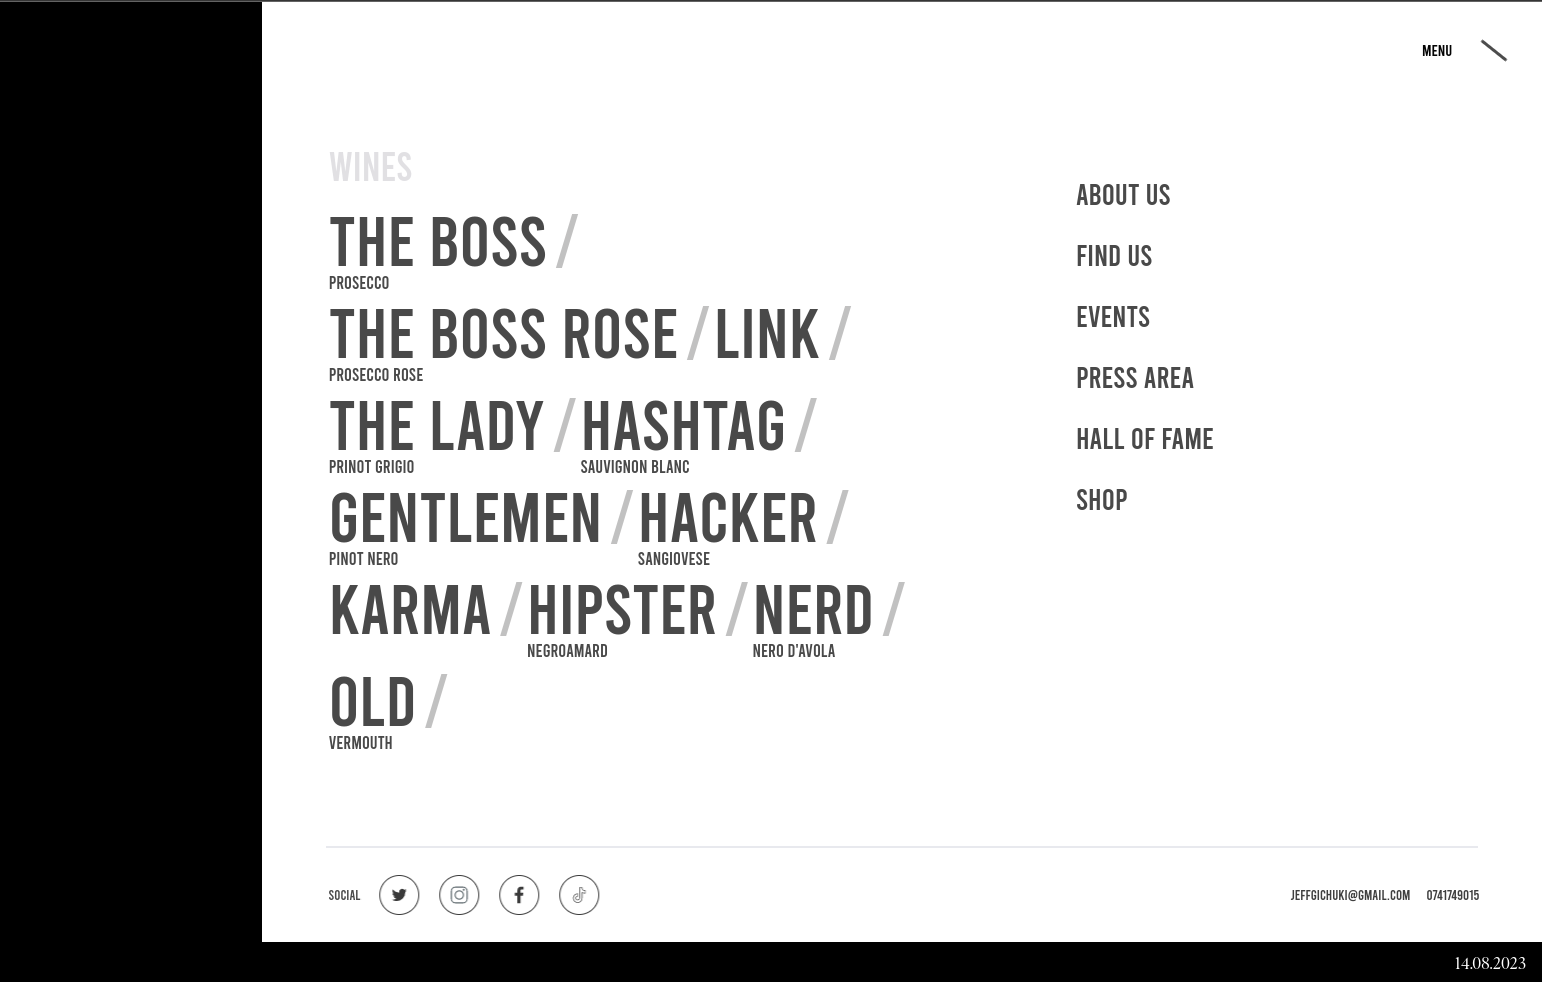 MENU
WINES
THE BOSS /
PROSECCO
THE BOSS ROSE / LINK /
PROSECCO ROSE
THE LADY / HASHTAG /
PRINOT GRIGIO SAUVIGNON BLANC
GENTLEMEN / HACKER /
PINOT NERO SANGIOVESE
KARMA / HIPSTER / NERD /
NEGROAMARD NERO D'AVOLA
OLD /
VERMOUTH
ABOUT US
FIND US
EVENTS
PRESS AREA
HALL OF FAME
SHOP
SOCIAL
JEFFGICHUKI@GMAIL.COM 0741749015
14.08.2023